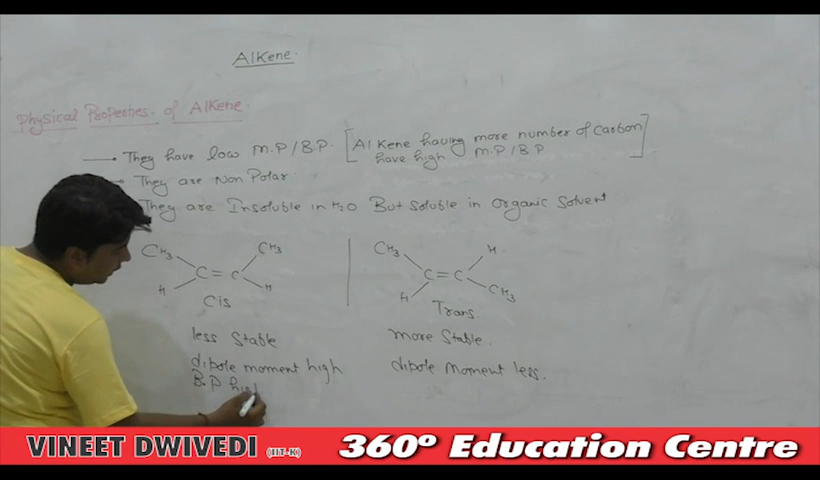 Alkene.
Physical Properties of Alkene.
They have low M.P/B.P. [Alkene having more number of carbon
have high M.P/BP]
They are Non Polar.
They are Insoluble in H2O But soluble in organic solvent
CH3 CH3 CH3 H
C=C C=C
H H H CH3
Cis Trans
less stable more stable.
dipole moment high dipole moment less.
B.P high
VINEET DWIVEDI (IIT-K) 360° Education Centre